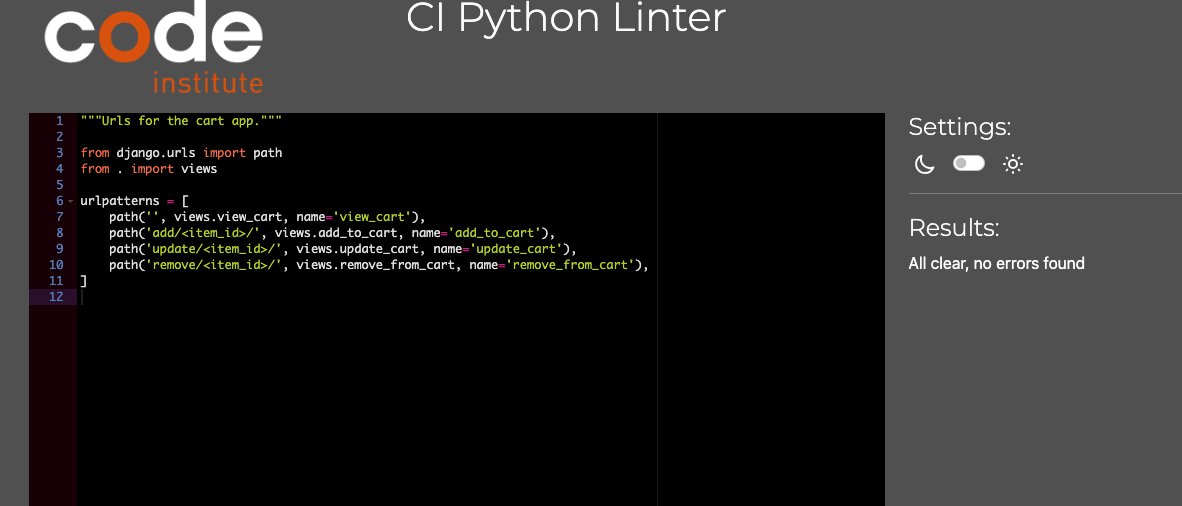 code
institute
CI Python Linter
1 """Urls for the cart app."""
2
3 from django.urls import path
4 from . import views
5
6 urlpatterns = [
7     path('', views.view_cart, name='view_cart'),
8     path('add/<item_id>/', views.add_to_cart, name='add_to_cart'),
9     path('update/<item_id>/', views.update_cart, name='update_cart'),
10     path('remove/<item_id>/', views.remove_from_cart, name='remove_from_cart'),
11 ]
12
Settings:
Results:
All clear, no errors found